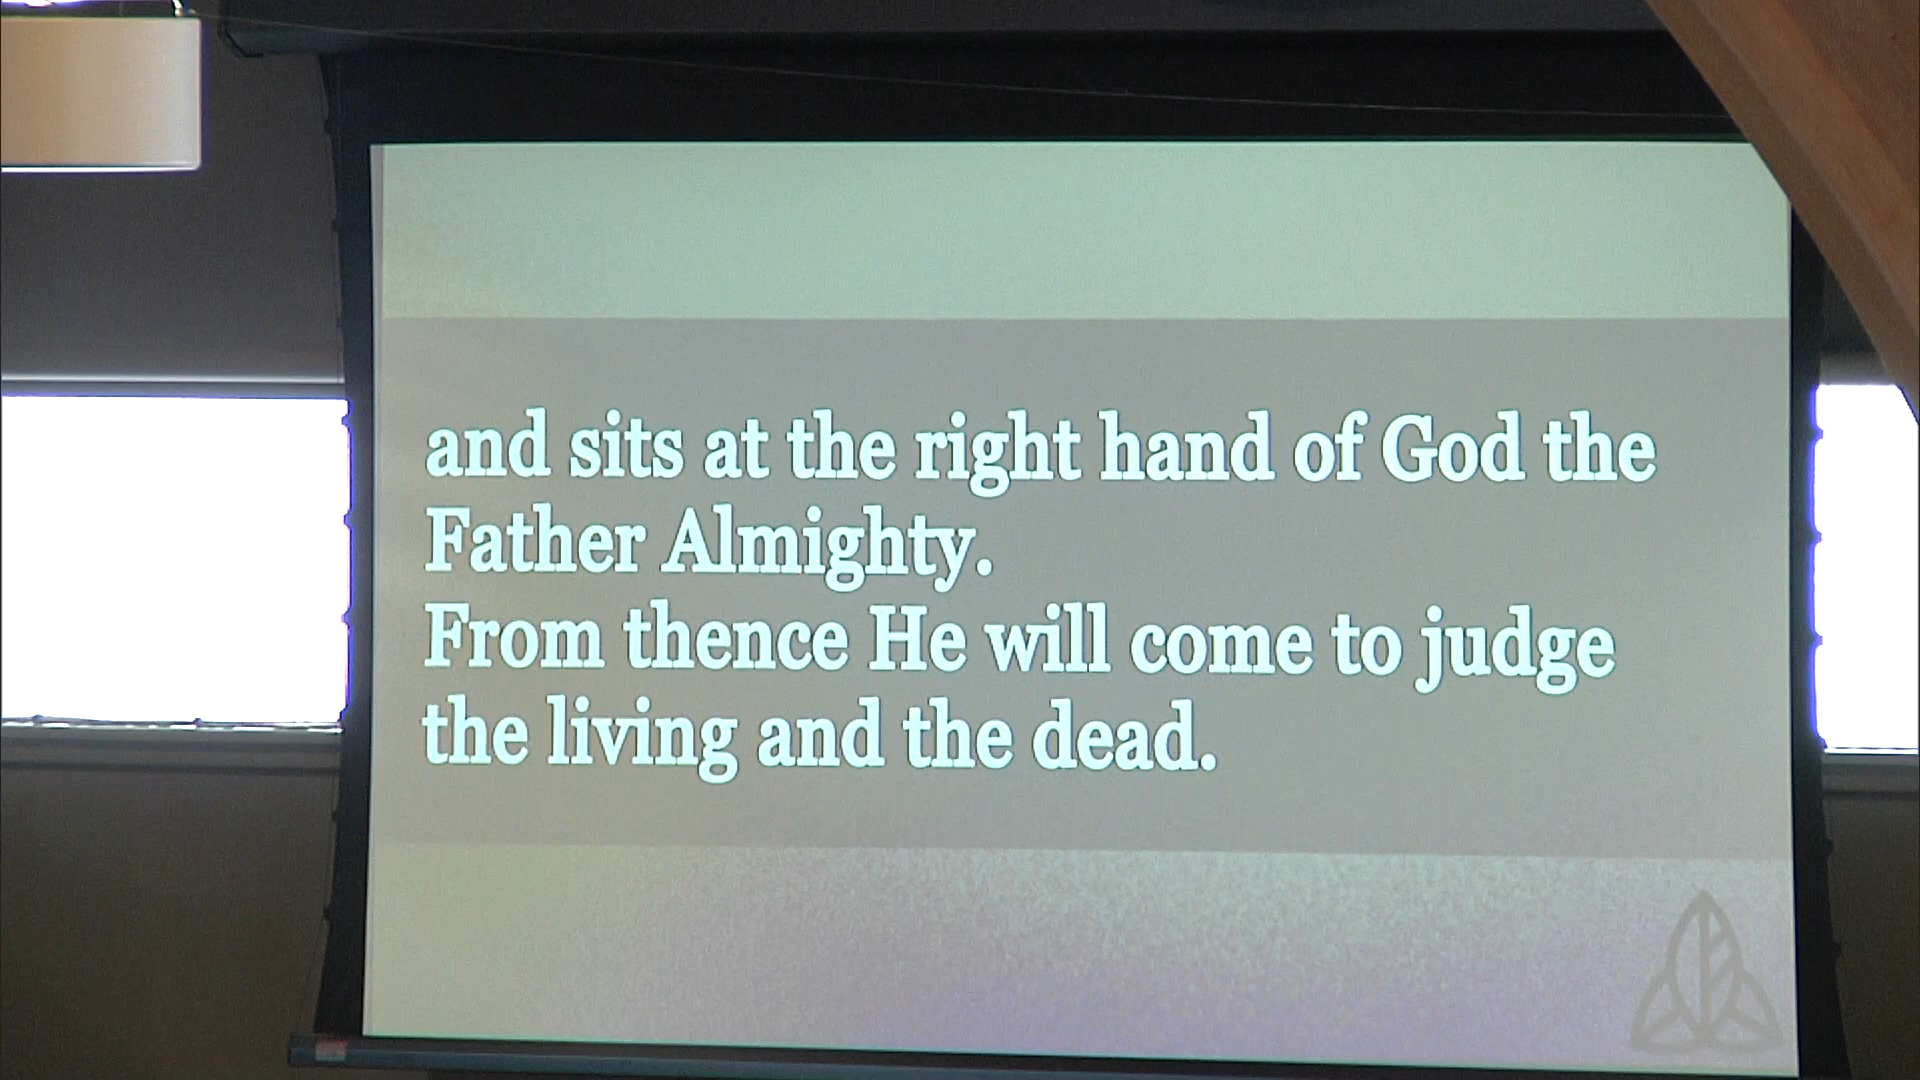 and sits at the right hand of God the
Father Almighty.
From thence He will come to judge
the living and the dead.